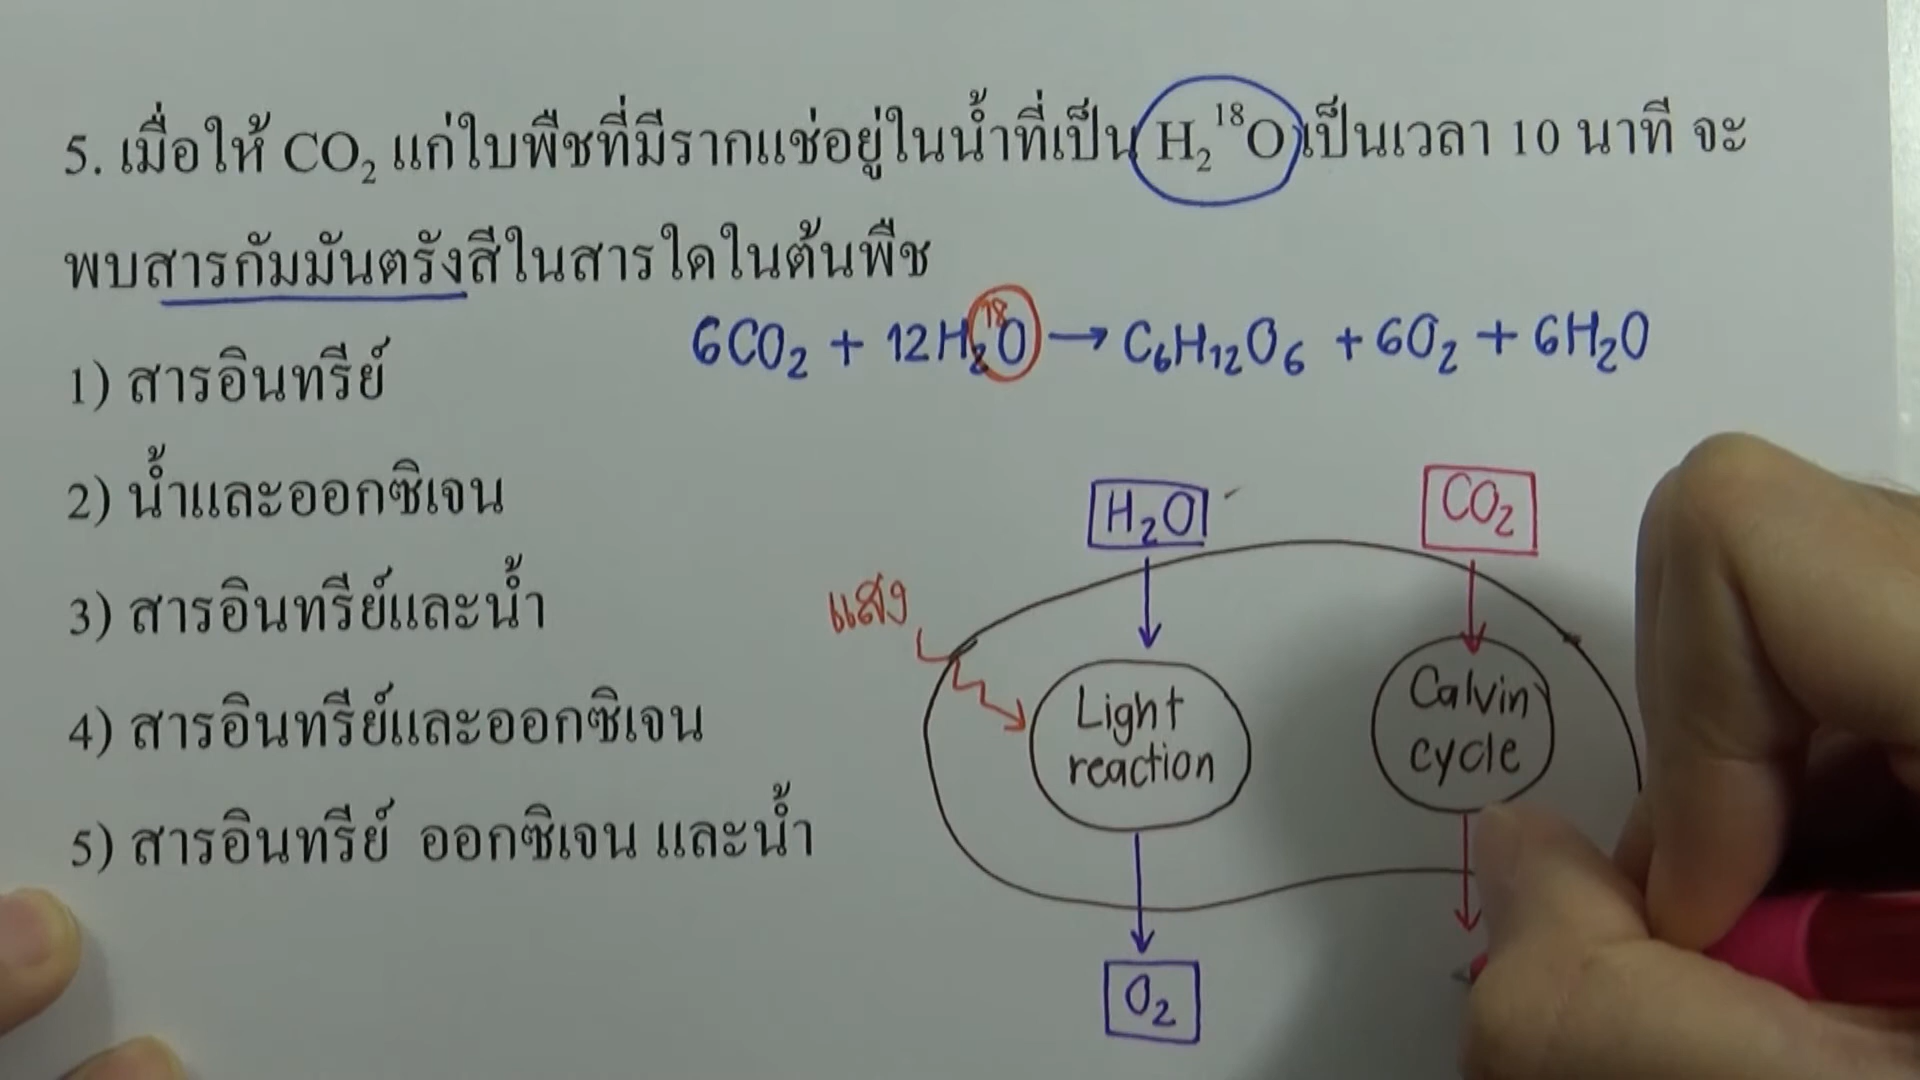 5. เมื่อให้ CO₂ แก่ใบพืชที่มีรากแช่อยู่ในน้ำที่เป็น H₂¹⁸O เป็นเวลา 10 นาที จะ
พบสารกัมมันตรังสีในสารใดในต้นพืช
6CO₂ + 12H₂¹⁸O → C₆H₁₂O₆ + 6O₂ + 6H₂O
1) สารอินทรีย์
2) น้ำและออกซิเจน
3) สารอินทรีย์และน้ำ
4) สารอินทรีย์และออกซิเจน
5) สารอินทรีย์ ออกซิเจน และน้ำ
H₂O
CO₂
แสง
Light
reaction
Calvin
cycle
O₂